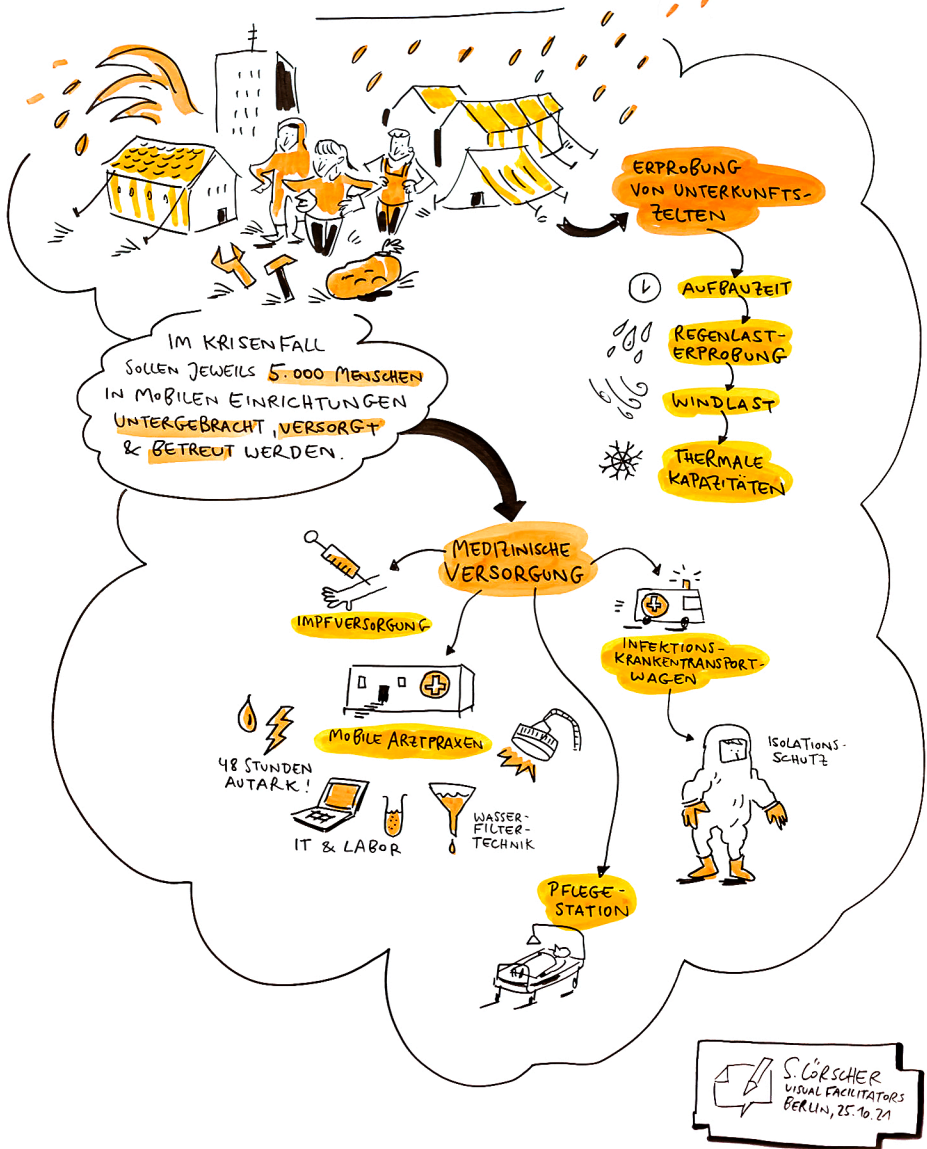 ERPROBUNG
VON UNTERKUNFTS-
ZELTEN
AUFBAUZEIT
REGENLAST-
ERPROBUNG
WINDLAST
THERMALE
KAPAZITÄTEN
IM KRISENFALL
SOLLEN JEWEILS 5.000 MENSCHEN
IN MOBILEN EINRICHTUNGEN
UNTERGEBRACHT, VERSORGT
& BETREUT WERDEN.
MEDIZINISCHE
VERSORGUNG
IMPFVERSORGUNG
INFEKTIONS-
KRANKENTRANSPORT-
WAGEN
MOBILE ARZTPRAXEN
48 STUNDEN
AUTARK!
IT & LABOR
WASSER-
FILTER-
TECHNIK
ISOLATIONS-
SCHUTZ
PFLEGE-
STATION
S. LÖRSCHER
VISUAL FACILITATORS
BERLIN, 25.10.21